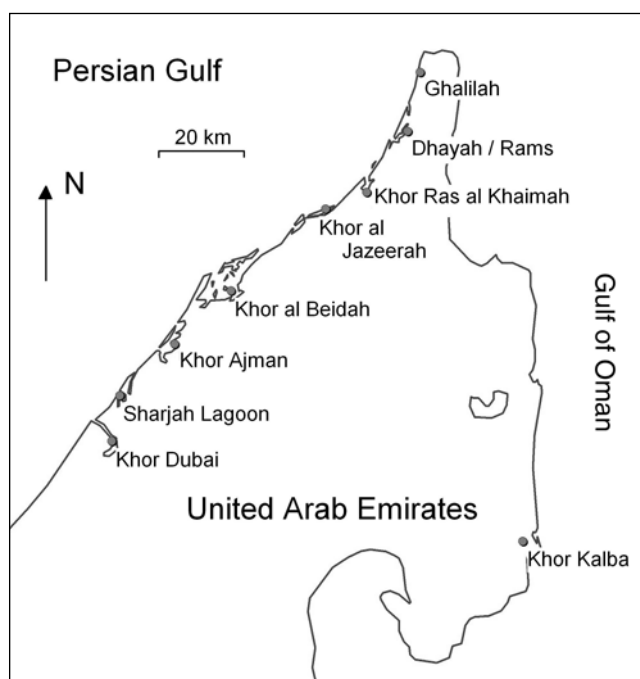 Persian Gulf
Ghalilah
20 km
Dhayah / Rams
N
Khor Ras al Khaimah
Khor al
Jazeerah
Khor al Beidah
Gulf of Oman
Khor Ajman
Sharjah Lagoon
Khor Dubai
United Arab Emirates
Khor Kalba